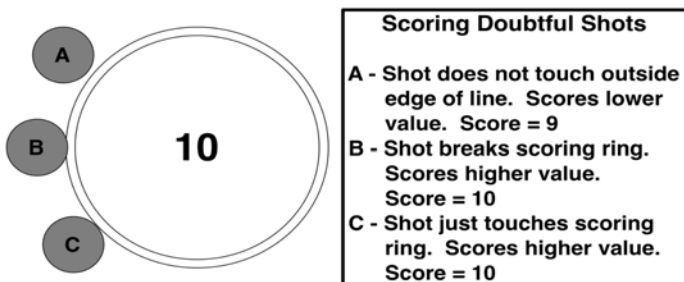 A
B
C
10
Scoring Doubtful Shots
A - Shot does not touch outside
edge of line.  Scores lower
value.  Score = 9
B - Shot breaks scoring ring.
Scores higher value.
Score = 10
C - Shot just touches scoring
ring.  Scores higher value.
Score = 10